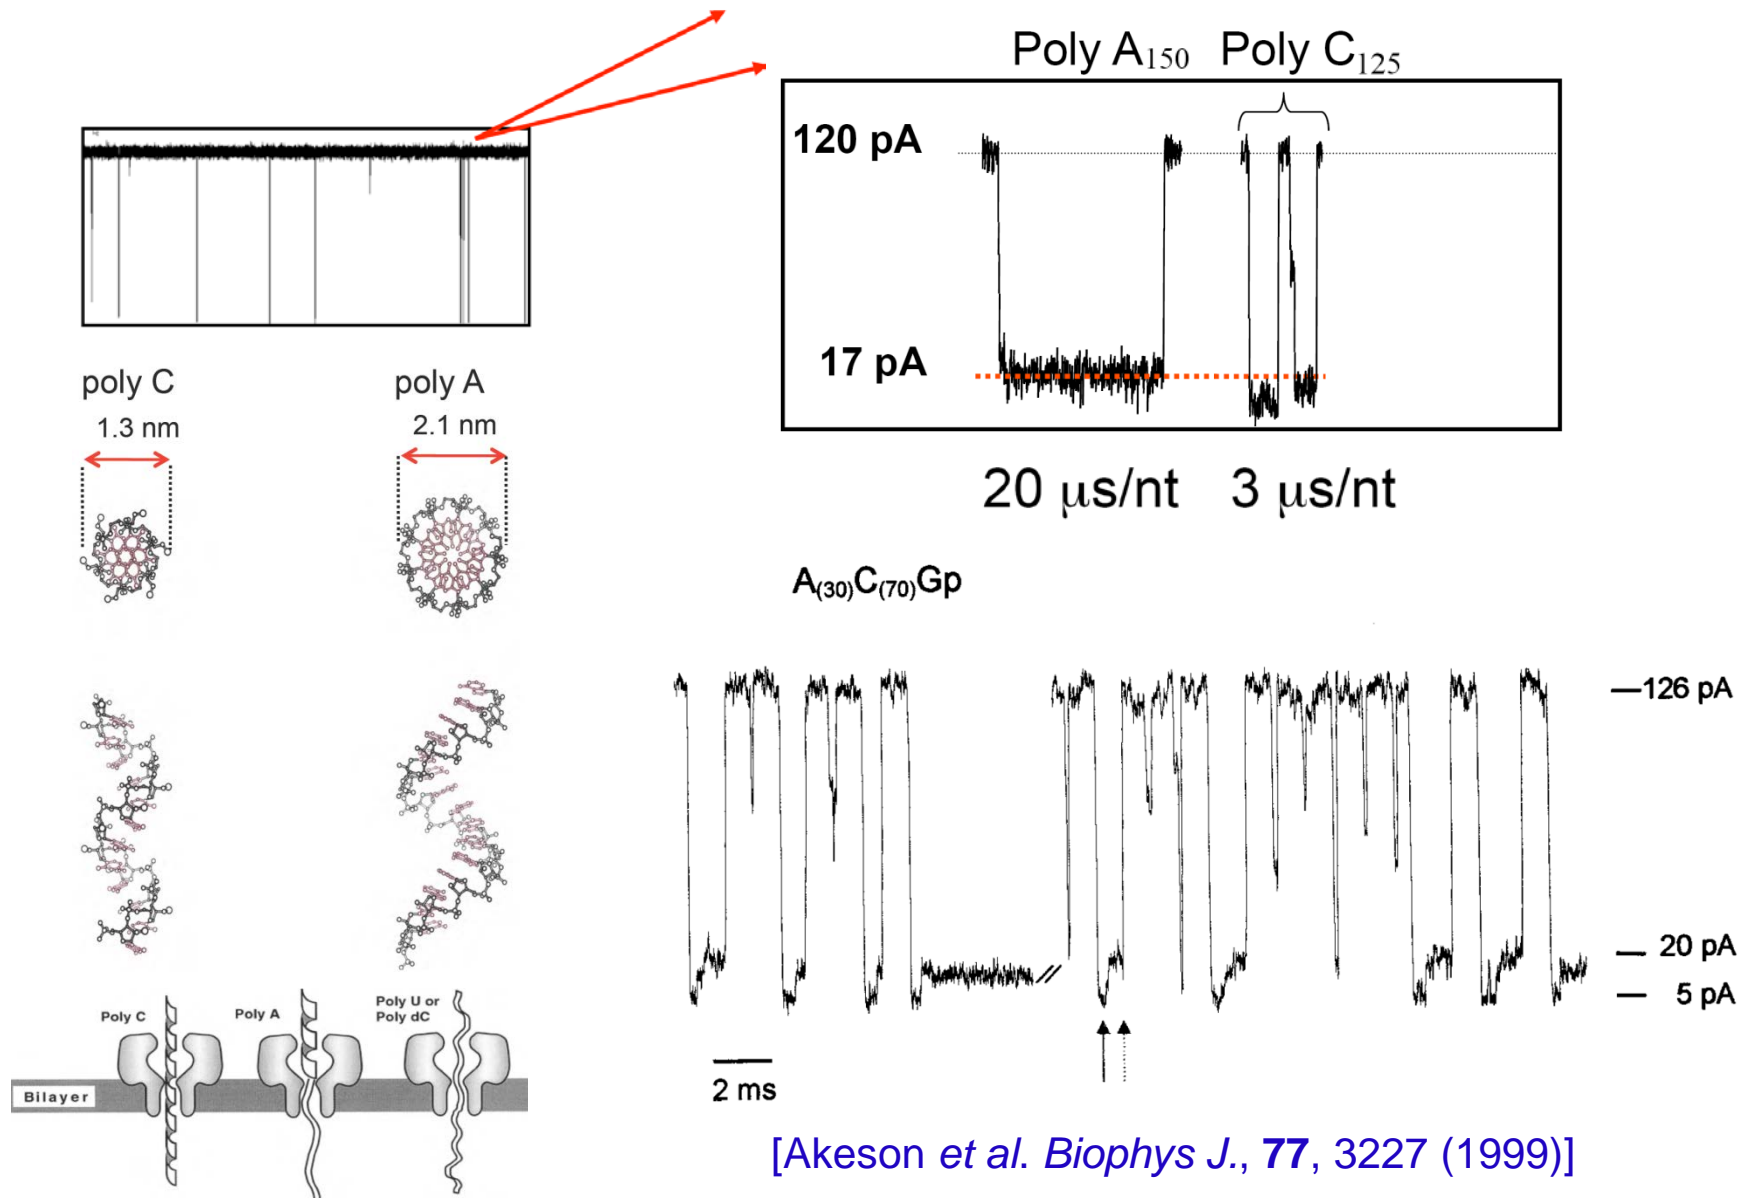 Poly A150 Poly C125
120 pA
17 pA
20 μs/nt 3 μs/nt
poly C
1.3 nm
poly A
2.1 nm
A(30)C(70)Gp
126 pA
20 pA
5 pA
2 ms
Poly C
Poly A
Poly U or
Poly dC
Bilayer
[Akeson et al. Biophys J., 77, 3227 (1999)]